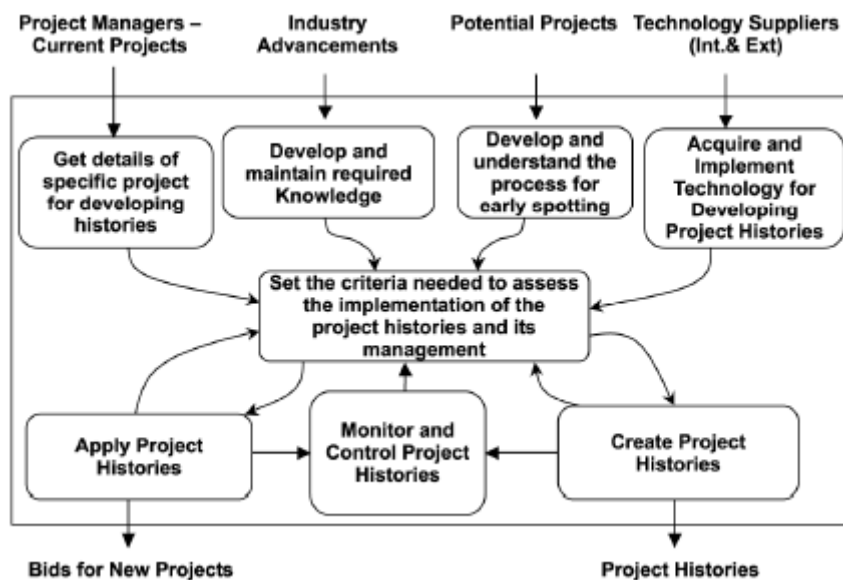 Project Managers –
Current Projects
Industry
Advancements
Potential Projects
Technology Suppliers
(Int.& Ext)
Get details of
specific project
for developing
histories
Develop and
maintain required
Knowledge
Develop and
understand the
process for
early spotting
Acquire and
Implement
Technology for
Developing
Project Histories
Set the criteria needed to assess
the implementation of the
project histories and its
management
Apply Project
Histories
Monitor and
Control Project
Histories
Create Project
Histories
Bids for New Projects
Project Histories